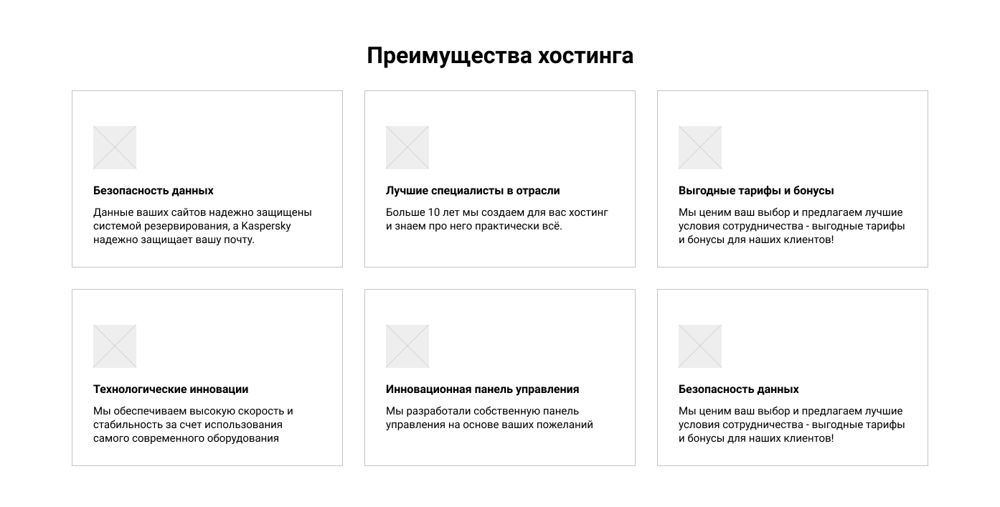 Преимущества хостинга
Безопасность данных
Данные ваших сайтов надежно защищены
системой резервирования, а Kaspersky
надежно защищает вашу почту.
Лучшие специалисты в отрасли
Больше 10 лет мы создаем для вас хостинг
и знаем про него практически всё.
Выгодные тарифы и бонусы
Мы ценим ваш выбор и предлагаем лучшие
условия сотрудничества - выгодные тарифы
и бонусы для наших клиентов!
Технологические инновации
Мы обеспечиваем высокую скорость и
стабильность за счет использования
самого современного оборудования
Инновационная панель управления
Мы разработали собственную панель
управления на основе ваших пожеланий
Безопасность данных
Мы ценим ваш выбор и предлагаем лучшие
условия сотрудничества - выгодные тарифы
и бонусы для наших клиентов!